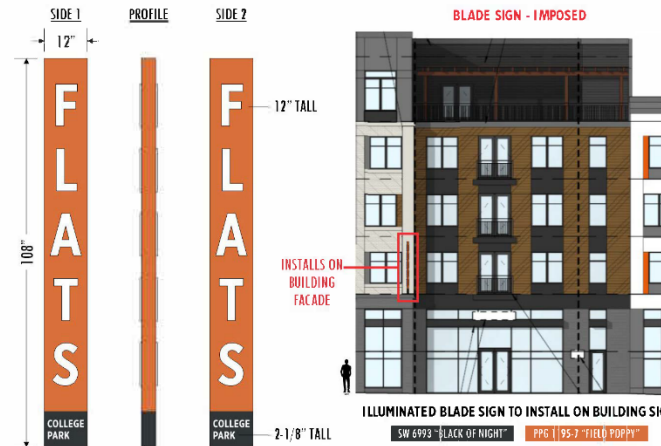 SIDE 1
PROFILE
SIDE 2
BLADE SIGN - IMPOSED
12"
108"
F
L
A
T
S
COLLEGE
PARK
F
L
A
T
S
COLLEGE
PARK
12" TALL
2-1/8" TALL
INSTALLS ON
BUILDING
FACADE
ILLUMINATED BLADE SIGN TO INSTALL ON BUILDING SI
SW 6993 "BLACK OF NIGHT"
PPG 1195-7 "FIELD POPPY"